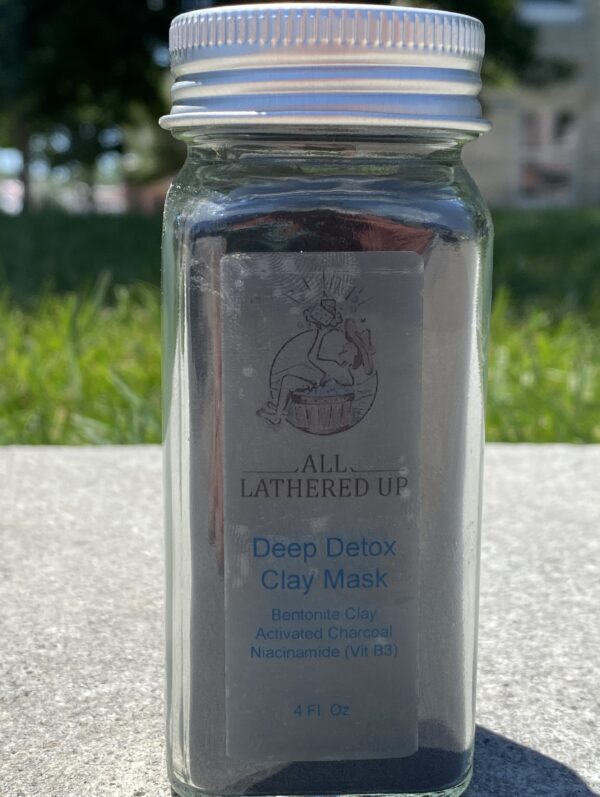 ALL
LATHERED UP
Deep Detox
Clay Mask
Bentonite Clay
Activated Charcoal
Niacinamide (Vit B3)
4 Fl. Oz